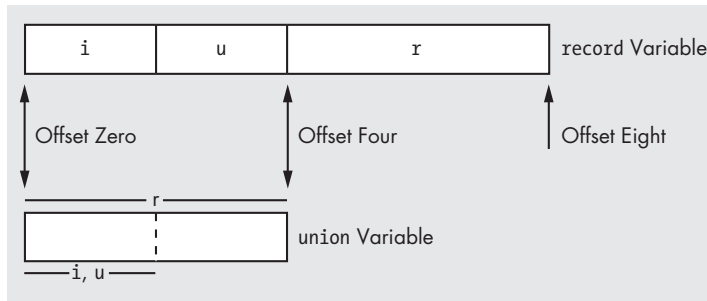 i u r record Variable
Offset Zero Offset Four Offset Eight
r
union Variable
i, u